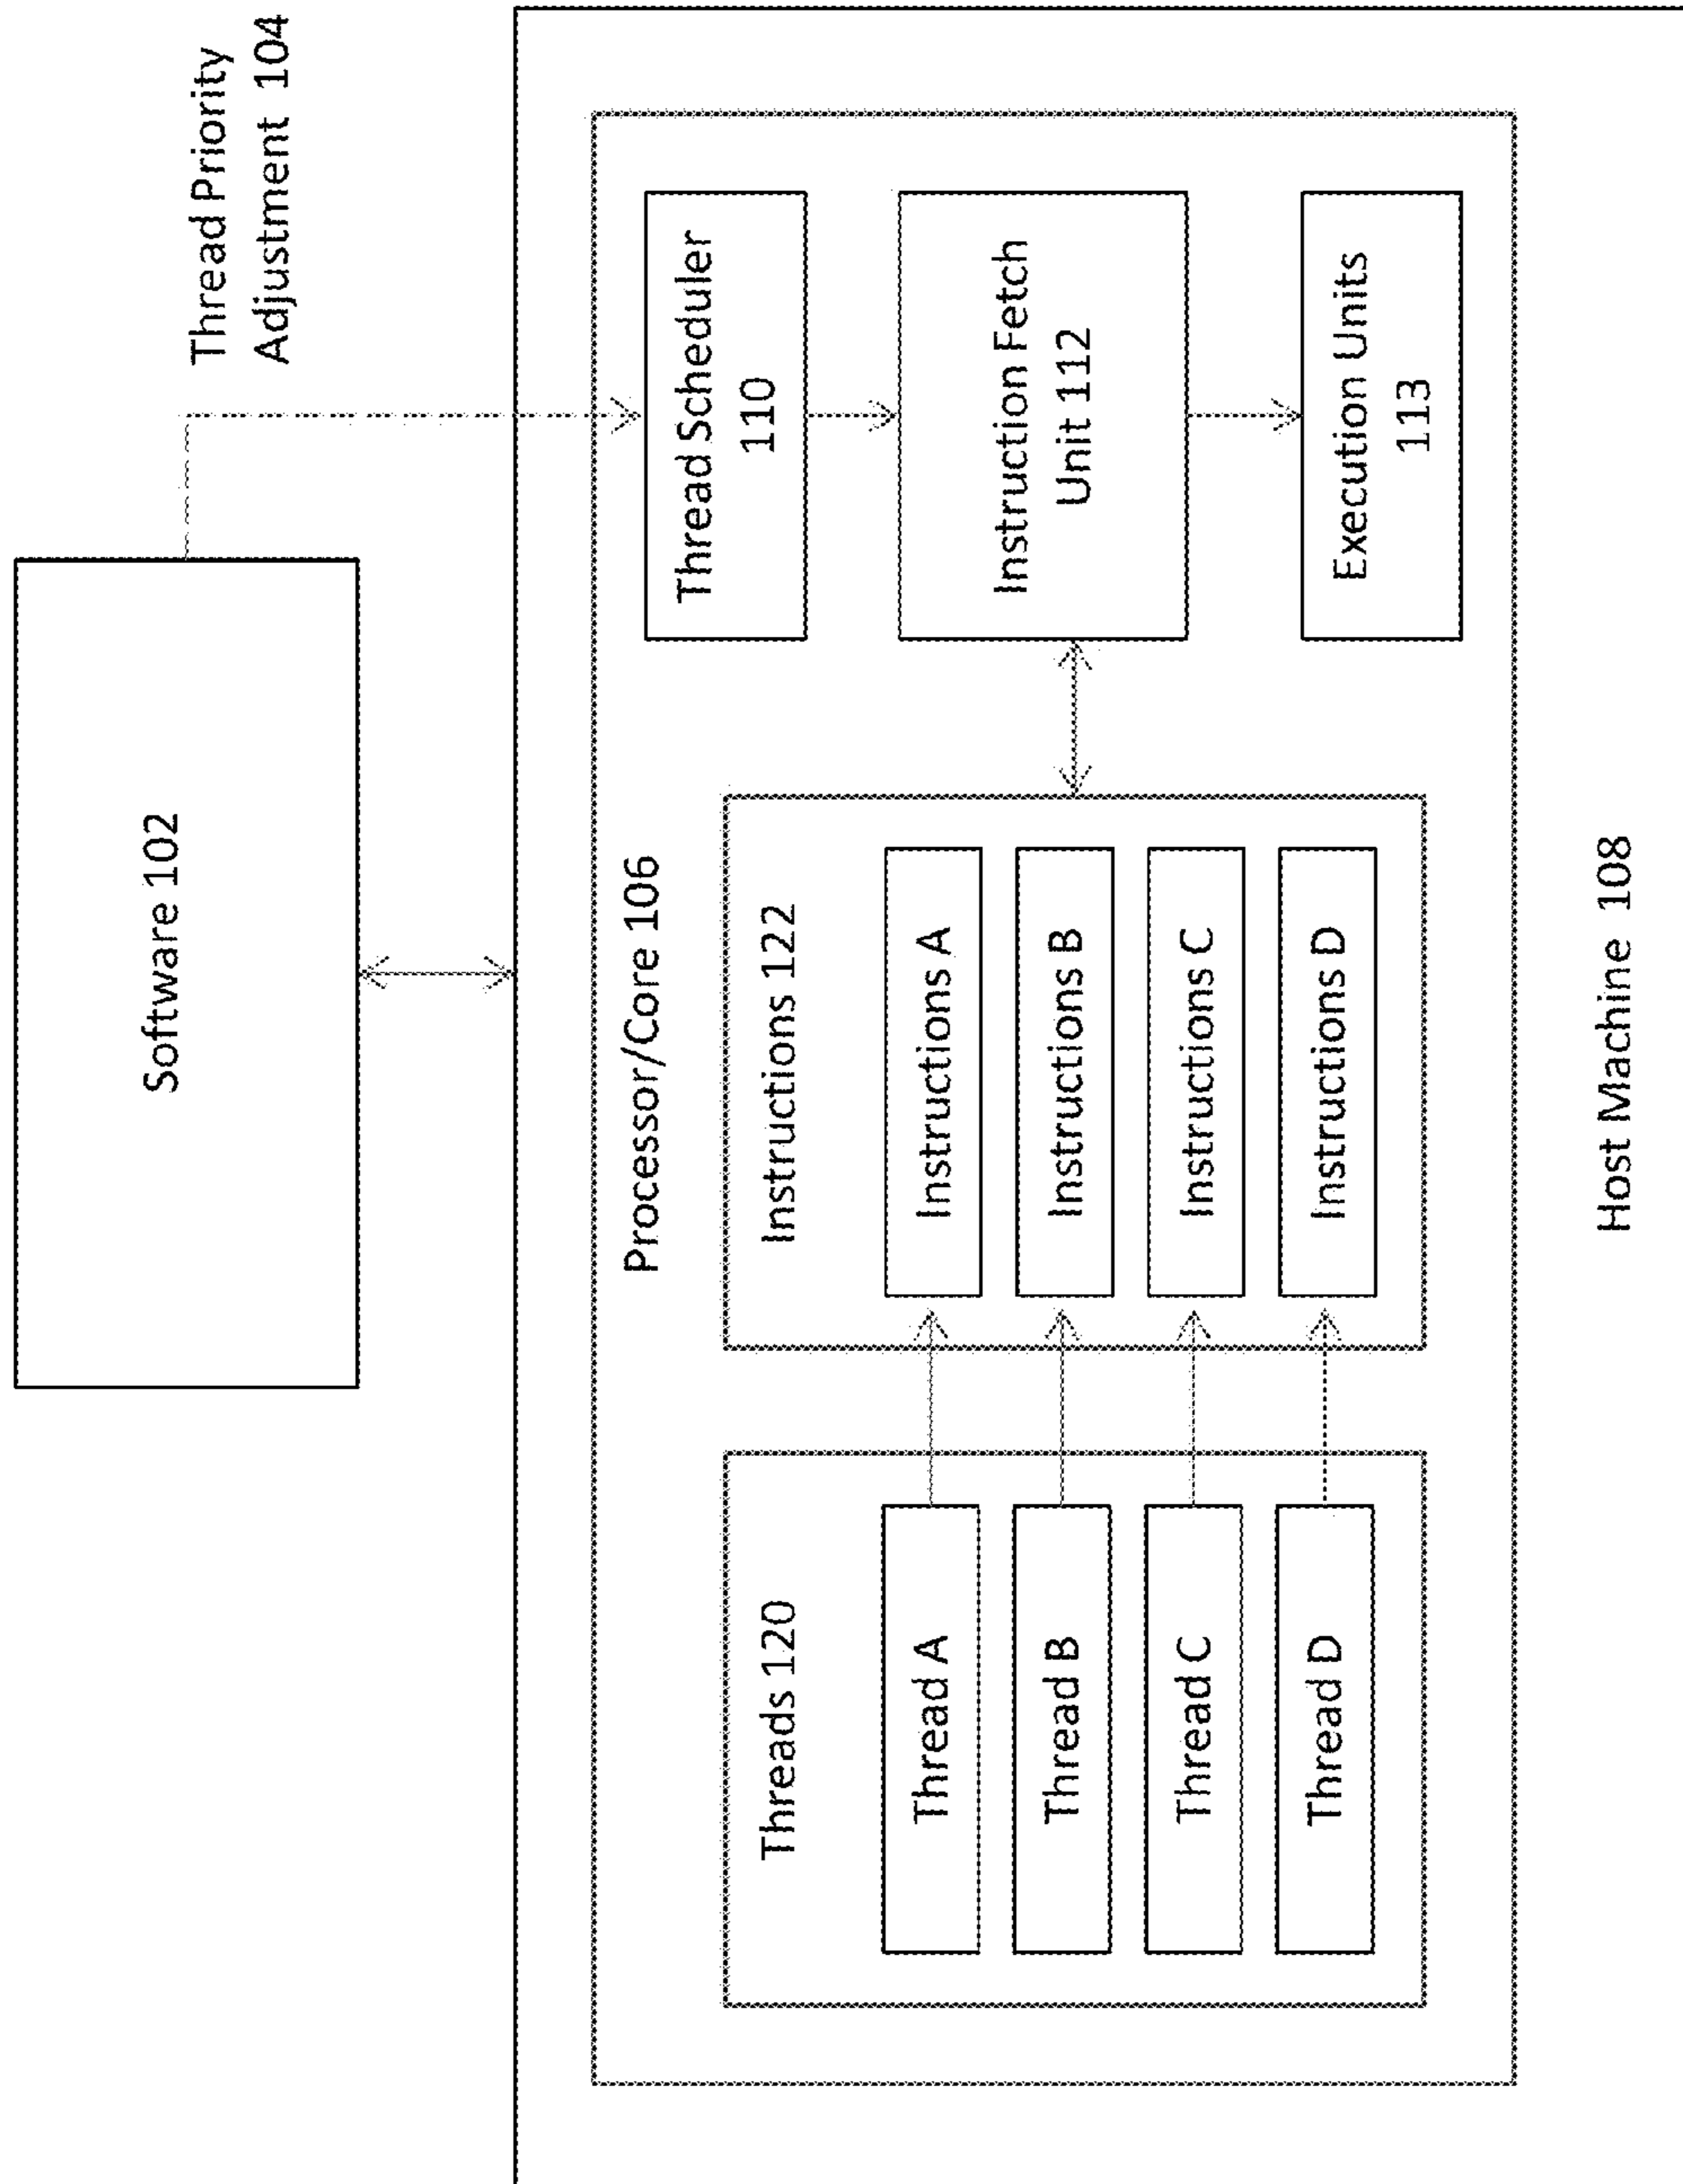 Software 102
Thread Priority
Adjustment 104
Processor/Core 106
Threads 120
Thread A
Thread B
Thread C
Thread D
Instructions 122
Instructions A
Instructions B
Instructions C
Instructions D
Thread Scheduler
110
Instruction Fetch
Unit 112
Execution Units
113
Host Machine 108